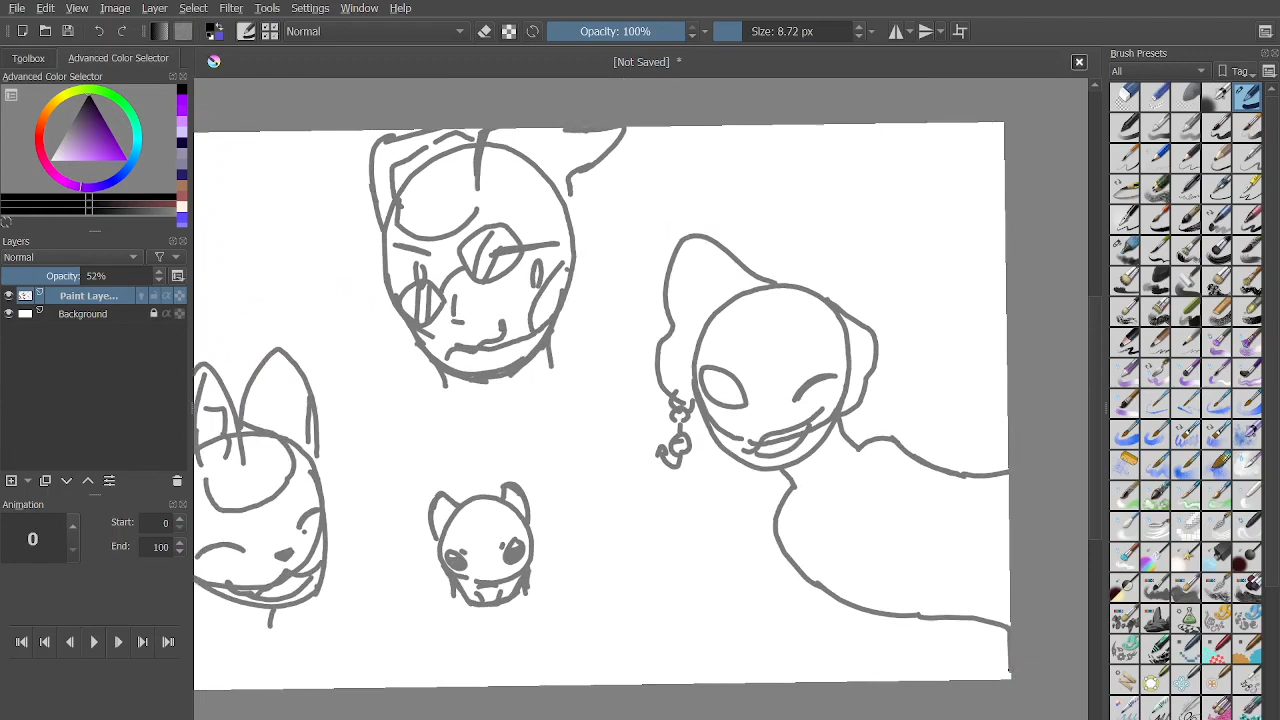 File Edit View Image Layer Select Filter Tools Settings Window Help
Normal Opacity: 100% Size: 8.72 px
[Not Saved] *
Toolbox Advanced Color Selector
Advanced Color Selector
Layers
Normal
Opacity: 52%
Paint Laye...
Background
Animation
0 Start: 0
End: 100
Brush Presets
All Tag